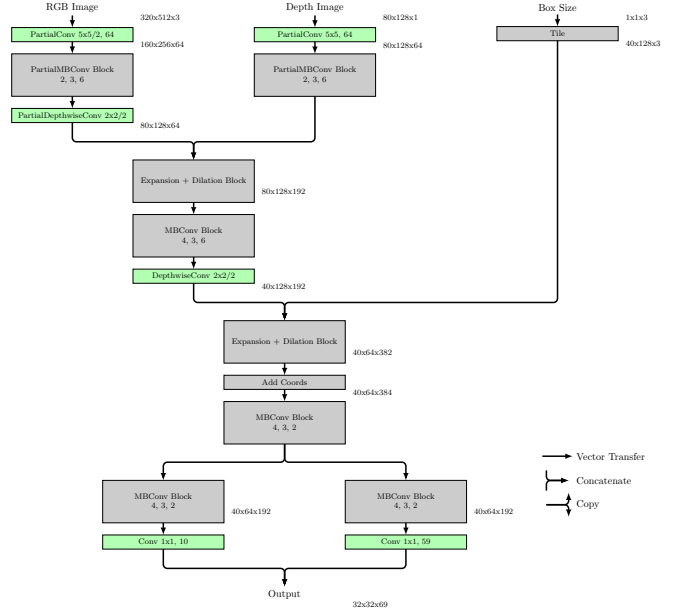 RGB Image
Depth Image
Box Size
320x512x3
80x128x1
1x1x3
PartialConv 5x5/2, 64
PartialConv 5x5, 64
Tile
160x256x64
80x128x64
40x128x3
PartialMBConv Block
2, 3, 6
PartialMBConv Block
2, 3, 6
PartialDepthwiseConv 2x2/2
80x128x64
Expansion + Dilation Block
80x128x192
MBConv Block
4, 3, 6
DepthwiseConv 2x2/2
40x128x192
Expansion + Dilation Block
40x64x382
Add Coords
40x64x384
MBConv Block
4, 3, 2
Vector Transfer
Concatenate
Copy
MBConv Block
4, 3, 2
40x64x192
MBConv Block
4, 3, 2
40x64x192
Conv 1x1, 10
Conv 1x1, 59
Output
32x32x69